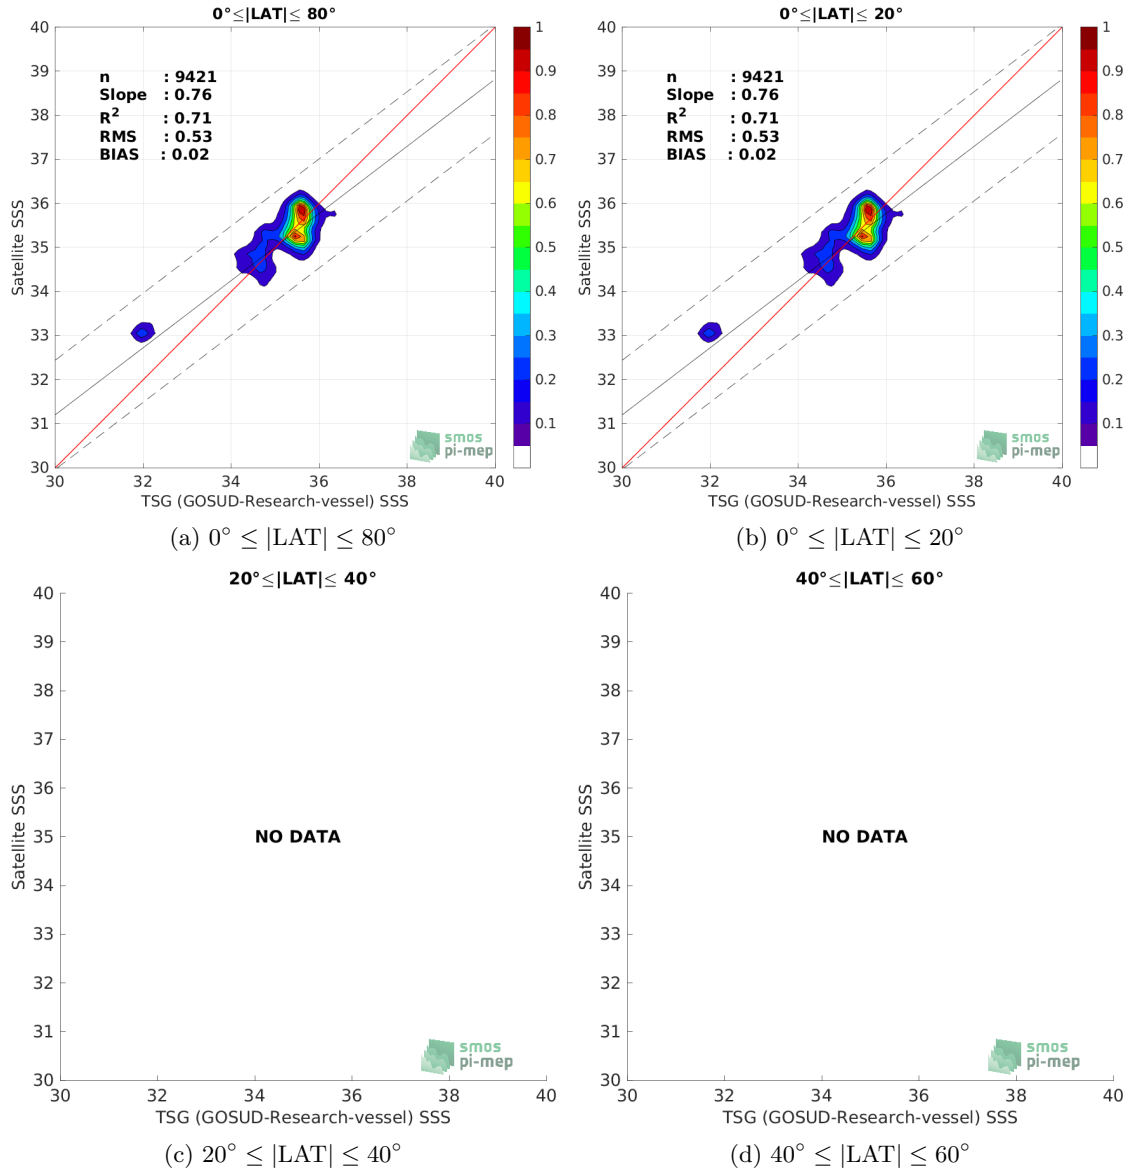 0°≤|LAT|≤ 80°
40
39
38
37
36
35
34
33
32
31
30
Satellite SSS
n : 9421
Slope : 0.76
R² : 0.71
RMS : 0.53
BIAS : 0.02
smos
pi-mep
30 32 34 36 38 40
TSG (GOSUD-Research-vessel) SSS
1
0.9
0.8
0.7
0.6
0.5
0.4
0.3
0.2
0.1
(a) 0° ≤ |LAT| ≤ 80°
0°≤|LAT|≤ 20°
40
39
38
37
36
35
34
33
32
31
30
Satellite SSS
n : 9421
Slope : 0.76
R² : 0.71
RMS : 0.53
BIAS : 0.02
smos
pi-mep
30 32 34 36 38 40
TSG (GOSUD-Research-vessel) SSS
1
0.9
0.8
0.7
0.6
0.5
0.4
0.3
0.2
0.1
(b) 0° ≤ |LAT| ≤ 20°
20°≤|LAT|≤ 40°
40
39
38
37
36
35
34
33
32
31
30
Satellite SSS
NO DATA
smos
pi-mep
30 32 34 36 38 40
TSG (GOSUD-Research-vessel) SSS
(c) 20° ≤ |LAT| ≤ 40°
40°≤|LAT|≤ 60°
40
39
38
37
36
35
34
33
32
31
30
Satellite SSS
NO DATA
smos
pi-mep
30 32 34 36 38 40
TSG (GOSUD-Research-vessel) SSS
(d) 40° ≤ |LAT| ≤ 60°